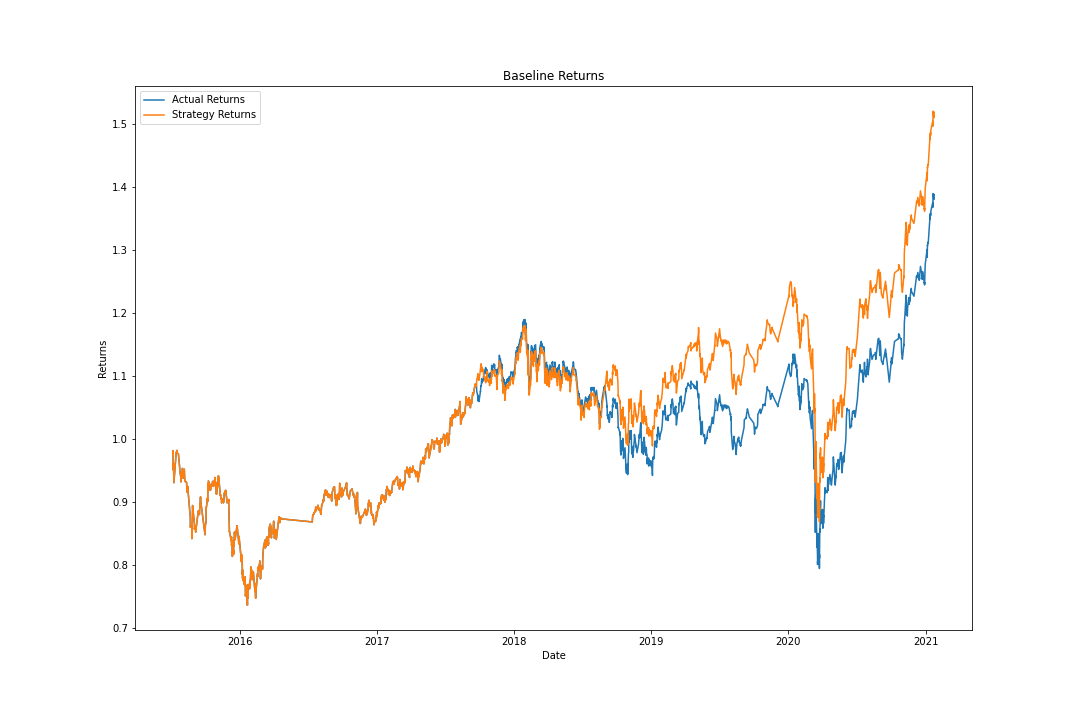 Baseline Returns
Actual Returns
Strategy Returns
Returns
1.5
1.4
1.3
1.2
1.1
1.0
0.9
0.8
0.7
2016 2017 2018 2019 2020 2021
Date